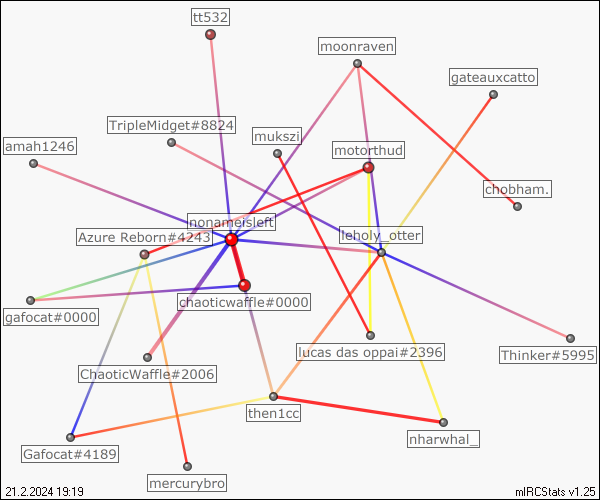 tt532
moonraven
gateauxcatto
TripleMidget#8824
mukszi
amah1246
motorthud
chobham.
nonameisleft
Azure Reborn#4243
leholy_otter
chaoticwaffle#0000
gafocat#0000
lucas das oppai#2396
Thinker#5995
ChaoticWaffle#2006
then1cc
nharwhal_
Gafocat#4189
mercurybro
21.2.2024 19:19
mIRCStats v1.25